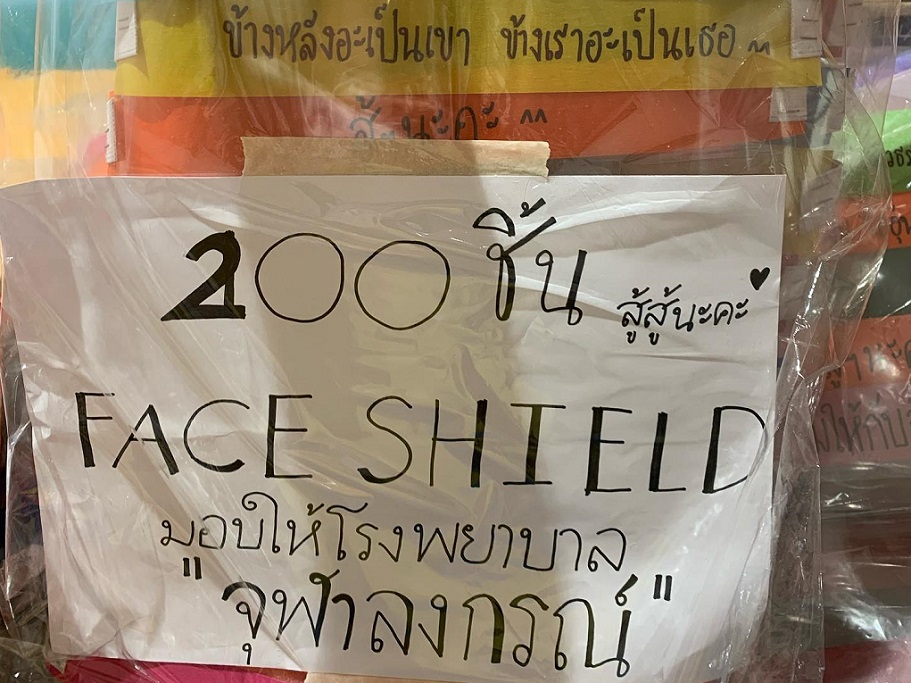 ข้างหลังอะเป็นเขา ข้างเราอะเป็นเธอ ^^
สู้นะคะ ^^
200 ชิ้น
สู้สู้นะคะ ♥
FACE SHIELD
มอบให้โรงพยาบาล
"จุฬาลงกรณ์"